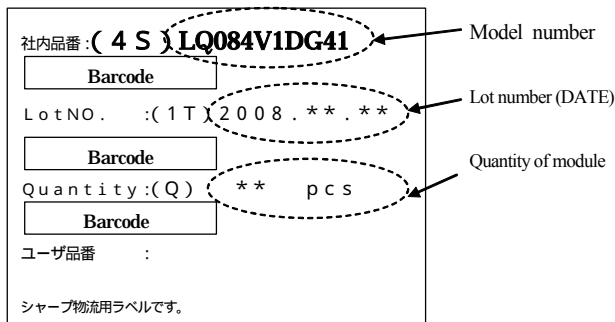 社内品番:(4S)LQ084V1DG41
Model number
Barcode
LotNO. :(1T)2008.**.**
Lot number (DATE)
Barcode
Quantity of module
Quantity:(Q) ** pcs
Barcode
ユーザ品番 :
シャープ物流用ラベルです。